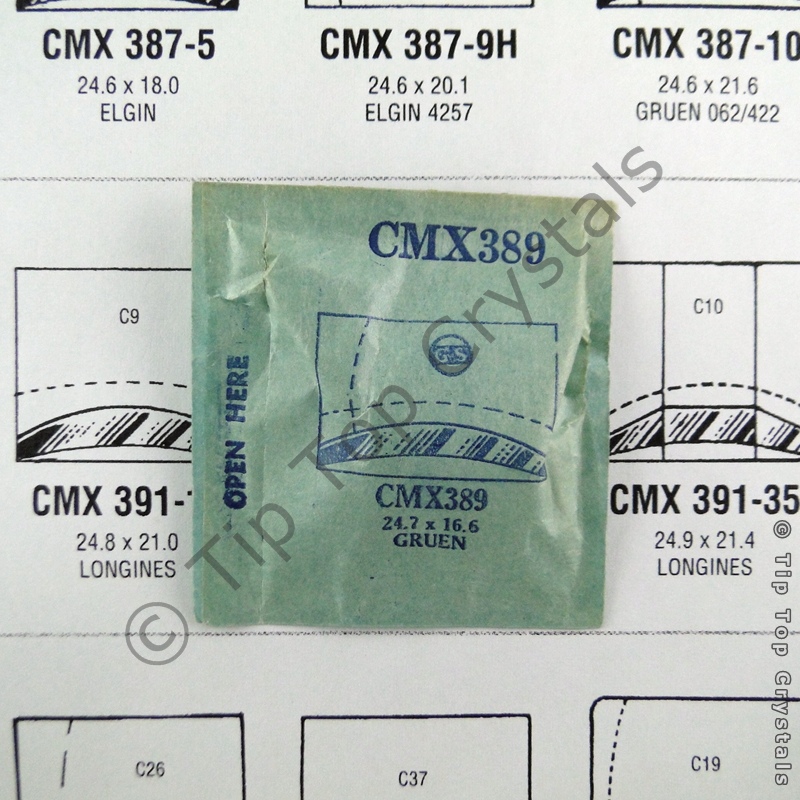 CMX 387-5
24.6 x 18.0
ELGIN
CMX 387-9H
24.6 x 20.1
ELGIN 4257
CMX 387-10
24.6 x 21.6
GRUEN 062/422
C9
CMX 391-
24.8 x 21.0
LONGINES
OPEN HERE
CMX389
GS
CMX389
24.7 x 16.6
GRUEN
C10
CMX 391-35
24.9 x 21.4
LONGINES
C26
C37
C19
© Tip Top Crystals
© Tip Top Crystals